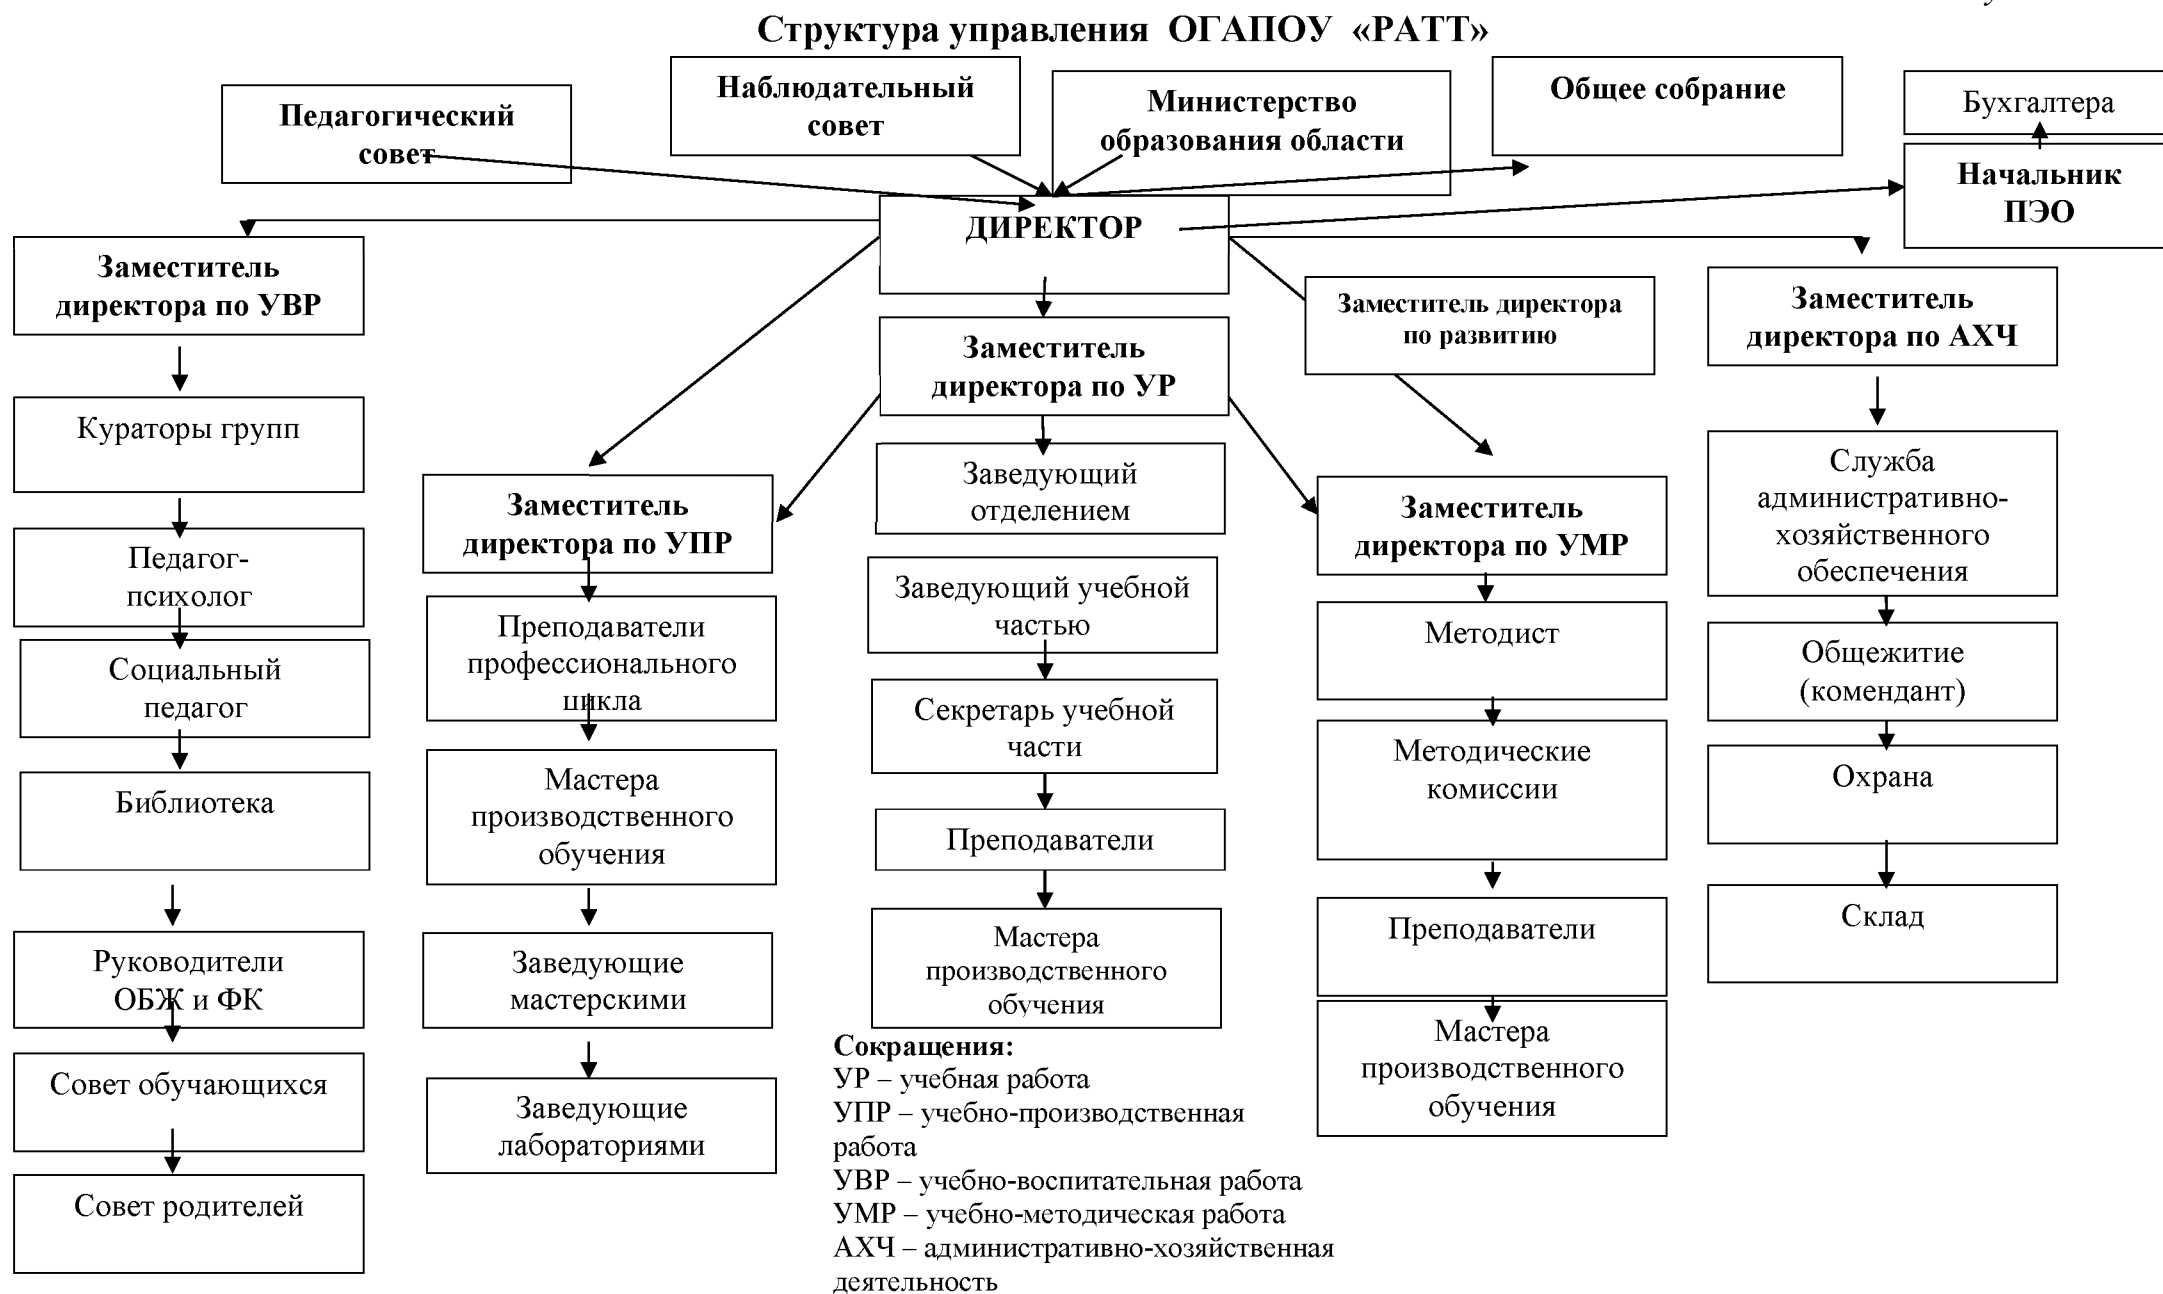 Структура управления ОГАПОУ «РАТТ»
Педагогический
совет
Наблюдательный
совет
Министерство
образования области
Общее собрание
Бухгалтера
Начальник
ПЭО
ДИРЕКТОР
Заместитель
директора по УВР
Кураторы групп
Педагог-
психолог
Социальный
педагог
Библиотека
Руководители
ОБЖ и ФК
Совет обучающихся
Совет родителей
Заместитель
директора по УПР
Преподаватели
профессионального
цикла
Мастера
производственного
обучения
Заведующие
мастерскими
Заведующие
лабораториями
Заместитель
директора по УР
Заведующий
отделением
Заведующий учебной
частью
Секретарь учебной
части
Преподаватели
Мастера
производственного
обучения
Заместитель директора
по развитию
Заместитель
директора по УМР
Методист
Методические
комиссии
Преподаватели
Мастера
производственного
обучения
Заместитель
директора по АХЧ
Служба
административно-
хозяйственного
обеспечения
Общежитие
(комендант)
Охрана
Склад
Сокращения:
УР – учебная работа
УПР – учебно-производственная
работа
УВР – учебно-воспитательная работа
УМР – учебно-методическая работа
АХЧ – административно-хозяйственная
деятельность